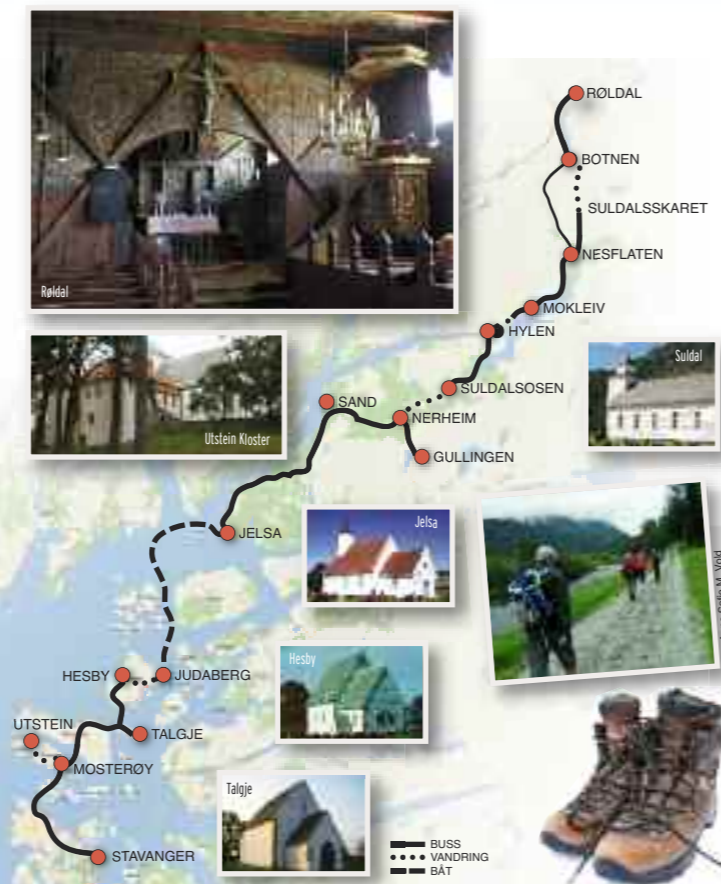 Røldal
RØLDAL
BOTNEN
SULDALSSKARET
NESFLATEN
MOKLEIV
HYLEN
Utstein Kloster
SAND
SULDALSOSEN
NERHEIM
GULLINGEN
Suldal
JELSA
Jelsa
HESBY
JUDABERG
Hesby
UTSTEIN
TALGJE
MOSTERØY
Talgje
STAVANGER
BUSS
VANDRING
BÅT